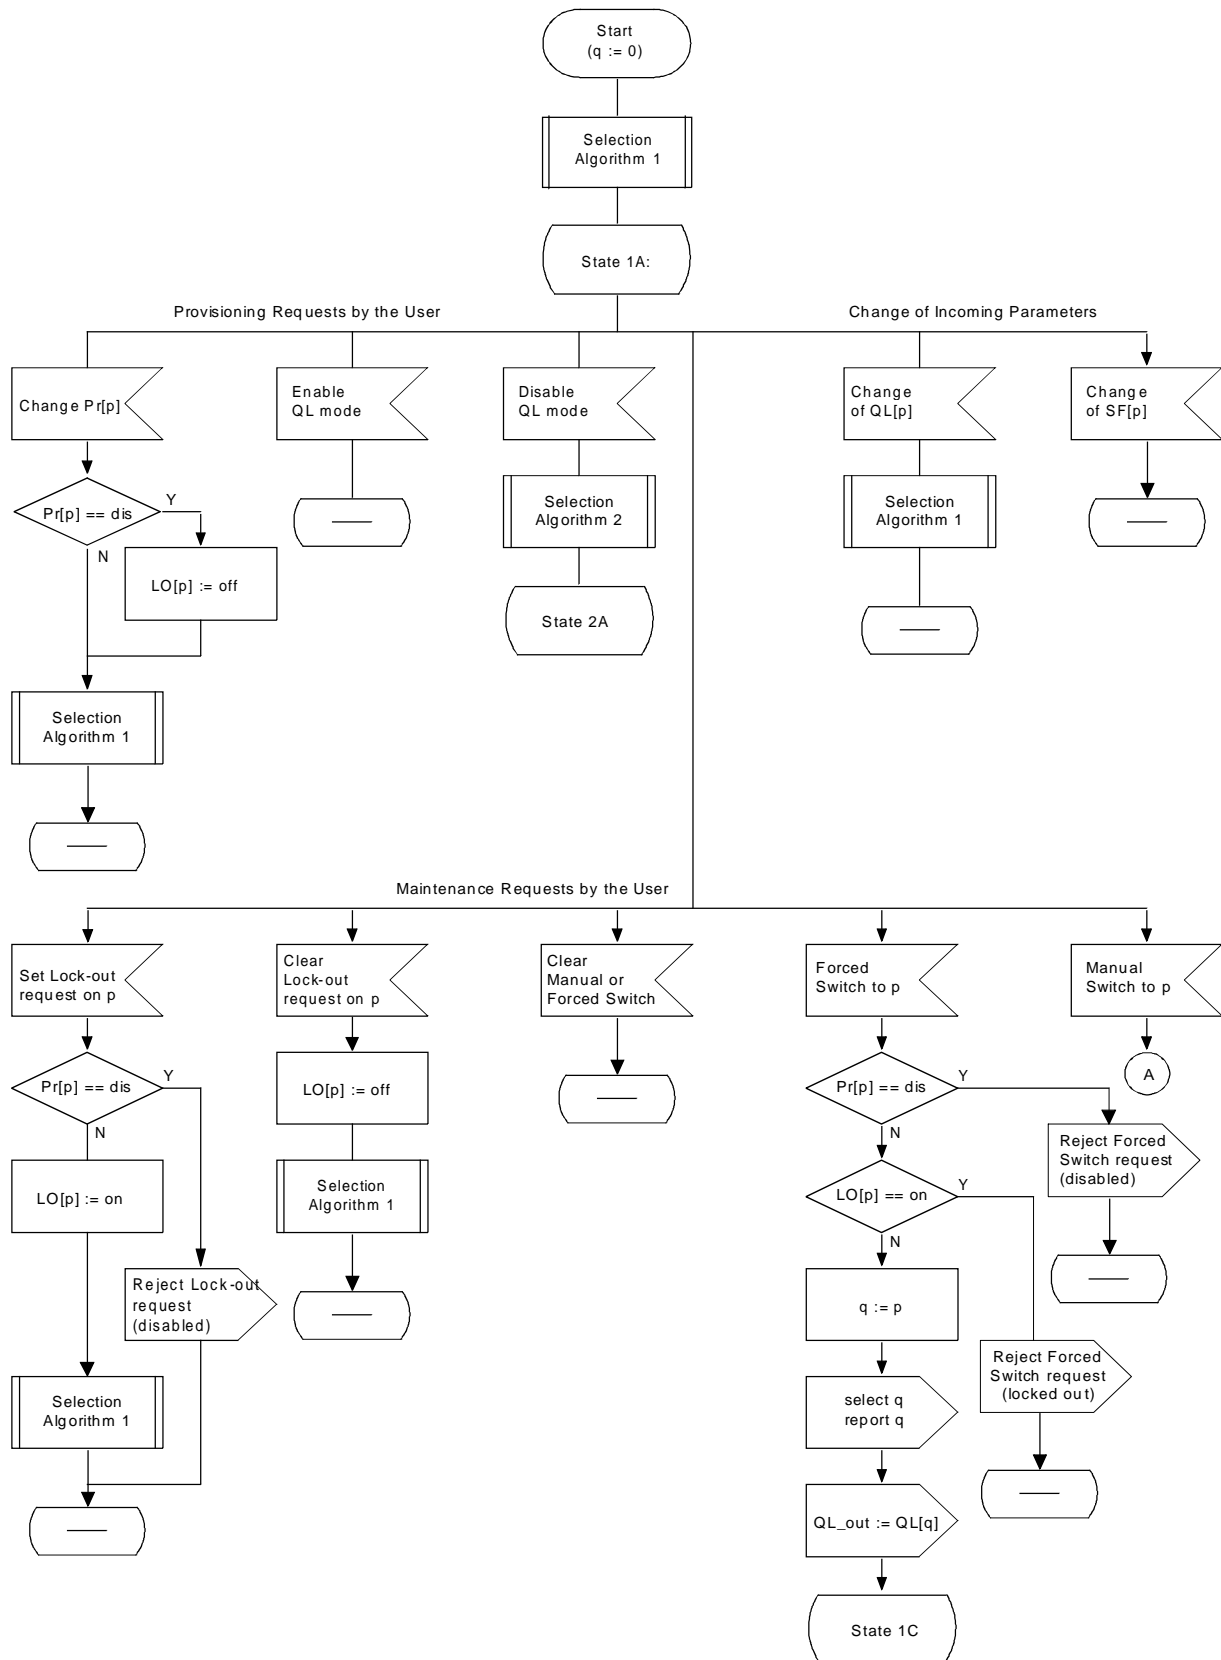 Start
(q := 0)
Selection
Algorithm 1
State 1A:
Provisioning Requests by the User
Change of Incoming Parameters
Change Pr[p]
Enable
QL mode
Disable
QL mode
Change
of QL[p]
Change
of SF[p]
Pr[p] == dis
Y
N
LO[p] := off
Selection
Algorithm 2
Selection
Algorithm 1
State 2A
Selection
Algorithm 1
Maintenance Requests by the User
Set Lock-out
request on p
Clear
Lock-out
request on p
Clear
Manual or
Forced Switch
Forced
Switch to p
Manual
Switch to p
Pr[p] == dis
Y
N
LO[p] := on
Reject Lock-out
request
(disabled)
Selection
Algorithm 1
LO[p] := off
Selection
Algorithm 1
Pr[p] == dis
Y
N
A
Reject Forced
Switch request
(disabled)
LO[p] == on
Y
N
q := p
Reject Forced
Switch request
(locked out)
select q
report q
QL_out := QL[q]
State 1C